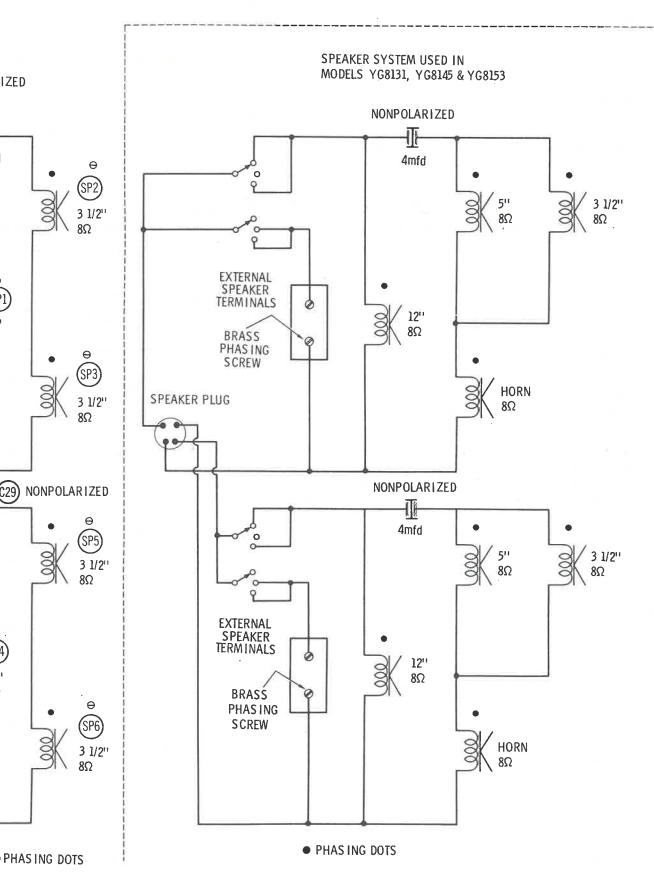 SPEAKER SYSTEM USED IN
MODELS YG8131, YG8145 & YG8153
IZED
NONPOLARIZED
4mfd
SP2
3 1/2"
8Ω
5"
8Ω
3 1/2"
8Ω
EXTERNAL
SPEAKER
TERMINALS
BRASS
PHASING
SCREW
12"
8Ω
SP3
3 1/2"
8Ω
HORN
8Ω
SPEAKER PLUG
C29 NONPOLARIZED
NONPOLARIZED
4mfd
SP5
3 1/2"
8Ω
5"
8Ω
3 1/2"
8Ω
EXTERNAL
SPEAKER
TERMINALS
BRASS
PHASING
SCREW
12"
8Ω
SP6
3 1/2"
8Ω
HORN
8Ω
PHASING DOTS
PHASING DOTS